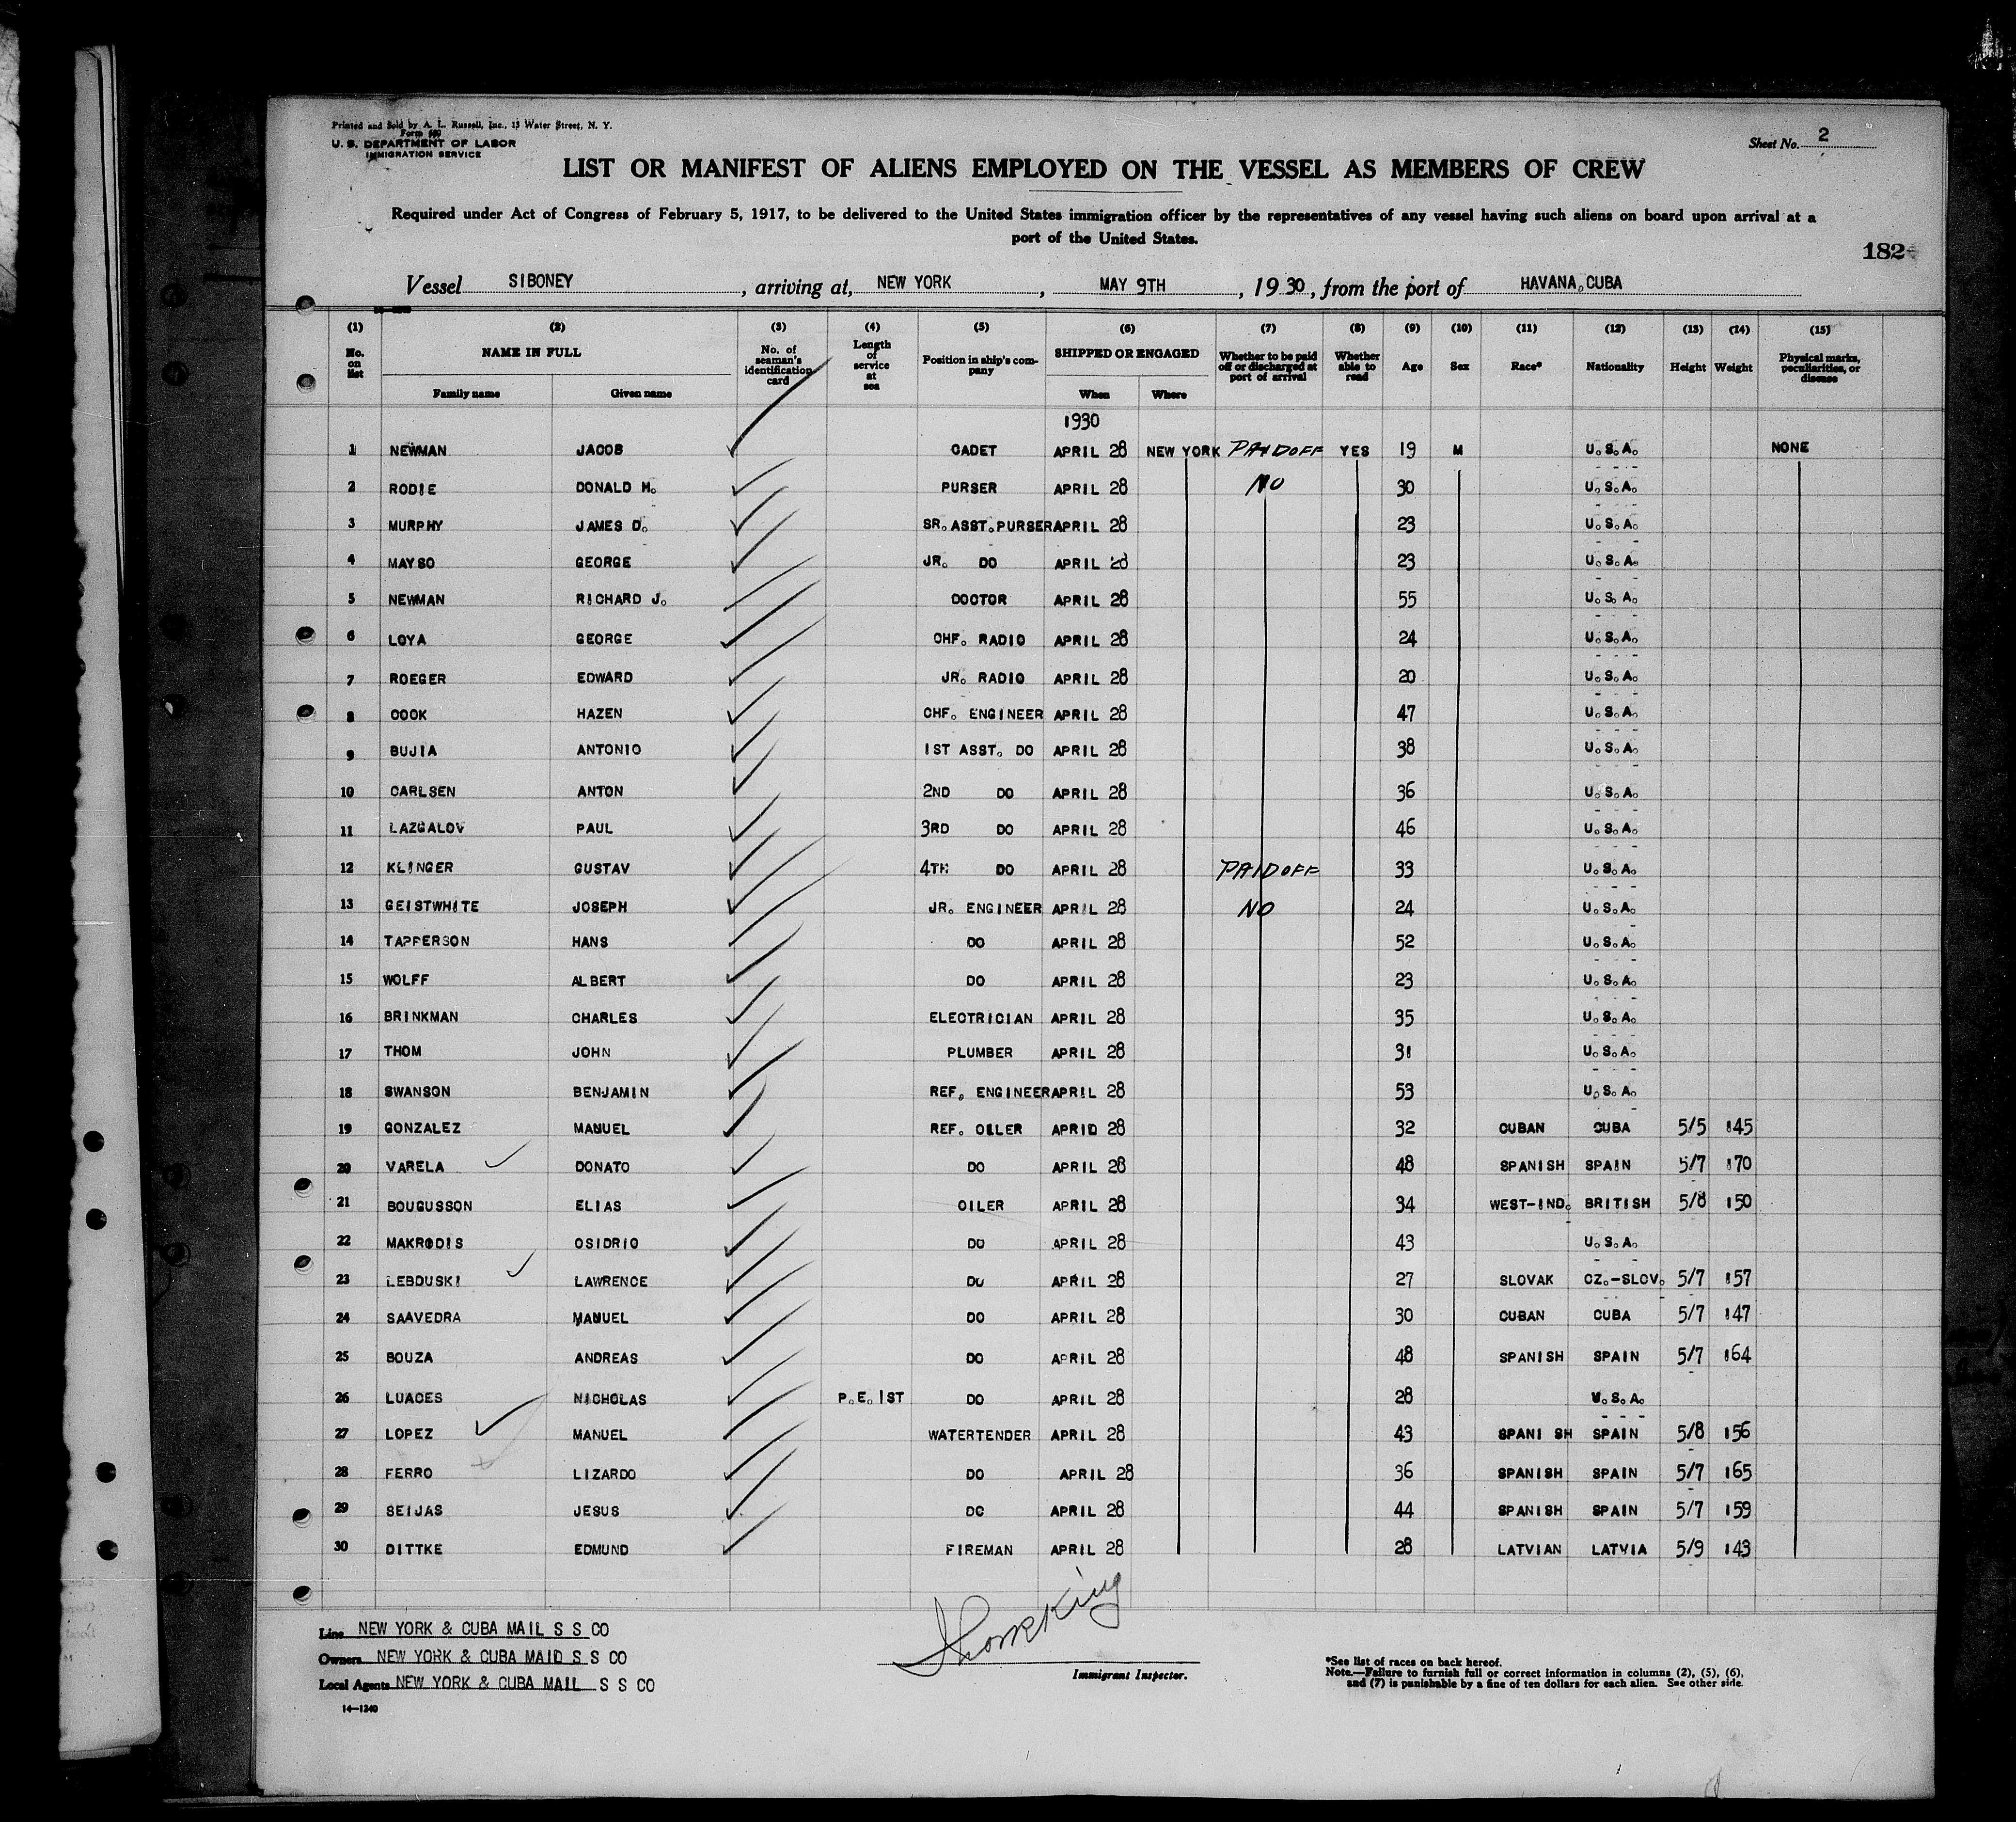 Printed and Sold by A. L. Russell, Inc., 13 Water Street, N. Y.
Form 680
U. S. DEPARTMENT OF LABOR
IMMIGRATION SERVICE
Sheet No. 2
LIST OR MANIFEST OF ALIENS EMPLOYED ON THE VESSEL AS MEMBERS OF CREW
Required under Act of Congress of February 5, 1917, to be delivered to the United States immigration officer by the representatives of any vessel having such aliens on board upon arrival at a
port of the United States.
182
Vessel SIBONEY, arriving at, NEW YORK, MAY 9TH, 1930, from the port of HAVANA, CUBA
(1) (2) (3) (4) (5) (6) (7) (8) (9) (10) (11) (12) (13) (14) (15)
No. on list NAME IN FULL Family name Given name No. of seaman's identification card Length of service at sea Position in ship's company SHIPPED OR ENGAGED When Where Whether to be paid off or discharged at port of arrival Whether able to read Age Sex Race* Nationality Height Weight Physical marks, peculiarities, or disease
1930
1 NEWMAN JACOB CADET APRIL 28 NEW YORK PAID OFF YES 19 M U.S.A. NONE
2 RODIE DONALD M. PURSER APRIL 28 NO 30 U.S.A.
3 MURPHY JAMES D. SR. ASST. PURSER APRIL 28 23 U.S.A.
4 MAYSO GEORGE JR. DO APRIL 28 23 U.S.A.
5 NEWMAN RICHARD J. DOCTOR APRIL 28 55 U.S.A.
6 LOYA GEORGE CHF. RADIO APRIL 28 24 U.S.A.
7 ROEGER EDWARD JR. RADIO APRIL 28 20 U.S.A.
8 COOK HAZEN CHF. ENGINEER APRIL 28 47 U.S.A.
9 BUJIA ANTONIO 1ST ASST. DO APRIL 28 38 U.S.A.
10 CARLSEN ANTON 2ND DO APRIL 28 36 U.S.A.
11 LAZGALOV PAUL 3RD DO APRIL 28 46 U.S.A.
12 KLINGER GUSTAV 4TH DO APRIL 28 PAID OFF 33 U.S.A.
13 GEISTWHITE JOSEPH JR. ENGINEER APRIL 28 NO 24 U.S.A.
14 TAPPERSON HANS DO APRIL 28 52 U.S.A.
15 WOLFF ALBERT DO APRIL 28 23 U.S.A.
16 BRINKMAN CHARLES ELECTRICIAN APRIL 28 35 U.S.A.
17 THOM JOHN PLUMBER APRIL 28 31 U.S.A.
18 SWANSON BENJAMIN REF. ENGINEER APRIL 28 53 U.S.A.
19 GONZALEZ MANUEL REF. OILER APRIL 28 32 CUBAN CUBA 5/5 145
20 VARELA DONATO DO APRIL 28 48 SPANISH SPAIN 5/7 170
21 BOUGUSSON ELIAS OILER APRIL 28 34 WEST-IND. BRITISH 5/8 150
22 MAKRODIS OSIDRIO DO APRIL 28 43 U.S.A.
23 LEBDUSKI LAWRENCE DO APRIL 28 27 SLOVAK CZ.-SLOV. 5/7 157
24 SAAVEDRA MANUEL DO APRIL 28 30 CUBAN CUBA 5/7 147
25 BOUZA ANDREAS DO APRIL 28 48 SPANISH SPAIN 5/7 164
26 LUACES NICHOLAS P.E. 1ST DO APRIL 28 28 U.S.A.
27 LOPEZ MANUEL WATERTENDER APRIL 28 43 SPANI SH SPAIN 5/8 156
28 FERRO LIZARDO DO APRIL 28 36 SPANISH SPAIN 5/7 165
29 SEIJAS JESUS DO APRIL 28 44 SPANISH SPAIN 5/7 159
30 DITTKE EDMUND FIREMAN APRIL 28 28 LATVIAN LATVIA 5/9 143
Line NEW YORK & CUBA MAIL S S CO
Owners NEW YORK & CUBA MAID S S CO
Local Agents NEW YORK & CUBA MAIL S S CO
14—1240
Immigrant Inspector.
*See list of races on back hereof.
Note.—Failure to furnish full or correct information in columns (2), (5), (6),
and (7) is punishable by a fine of ten dollars for each alien. See other side.